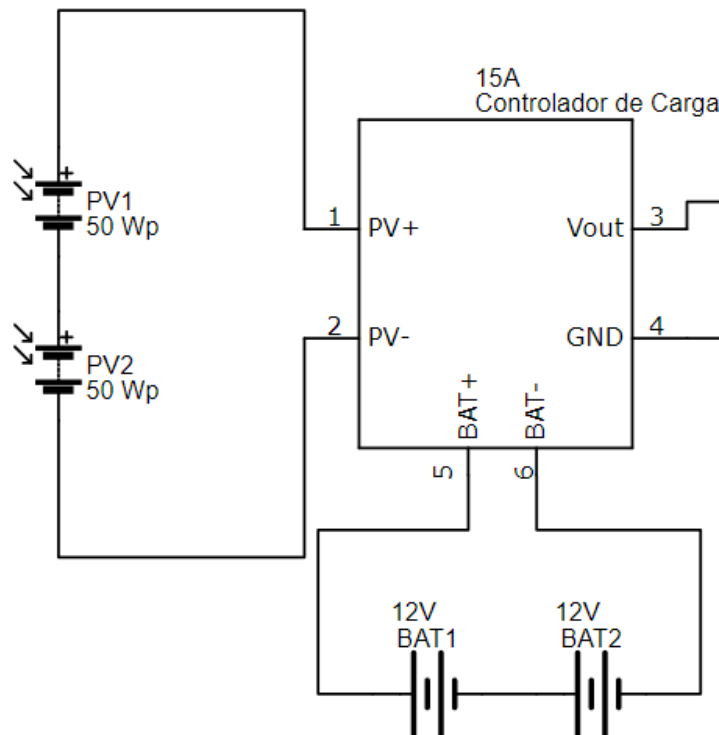 15A
Controlador de Carga
+
PV1
50 Wp
1
PV+
Vout
3
+
PV2
50 Wp
2
PV-
GND
4
BAT+
BAT-
5
6
12V
BAT1
12V
BAT2